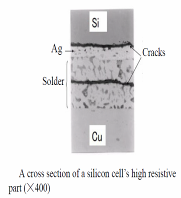 Si
Ag
Cracks
Solder
Cu
A cross section of a silicon cell's high resistive
part (×400)